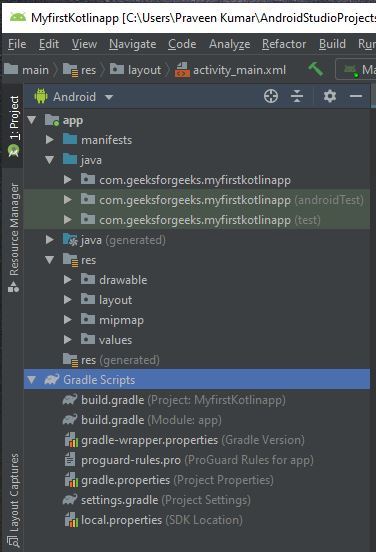 MyfirstKotlinapp [C:\Users\Praveen Kumar\AndroidStudioProjects
File Edit View Navigate Code Analyze Refactor Build Run
main res layout activity_main.xml
Android
1: Project
Resource Manager
Layout Captures
app
manifests
java
com.geeksforgeeks.myfirstkotlinapp
com.geeksforgeeks.myfirstkotlinapp (androidTest)
com.geeksforgeeks.myfirstkotlinapp (test)
java (generated)
res
drawable
layout
mipmap
values
res (generated)
Gradle Scripts
build.gradle (Project: MyfirstKotlinapp)
build.gradle (Module: app)
gradle-wrapper.properties (Gradle Version)
proguard-rules.pro (ProGuard Rules for app)
gradle.properties (Project Properties)
settings.gradle (Project Settings)
local.properties (SDK Location)